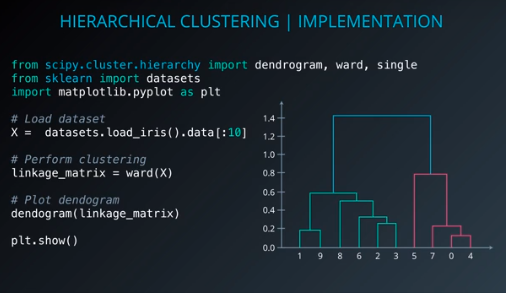 HIERARCHICAL CLUSTERING | IMPLEMENTATION
from scipy.cluster.hierarchy import dendrogram, ward, single
from sklearn import datasets
import matplotlib.pyplot as plt
# Load dataset
X =  datasets.load_iris().data[:10]
# Perform clustering
linkage_matrix = ward(X)
# Plot dendogram
dendogram(linkage_matrix)
plt.show()
1.4
1.2
1.0
0.8
0.6
0.4
0.2
0.0
1 9 8 6 2 3 5 7 0 4